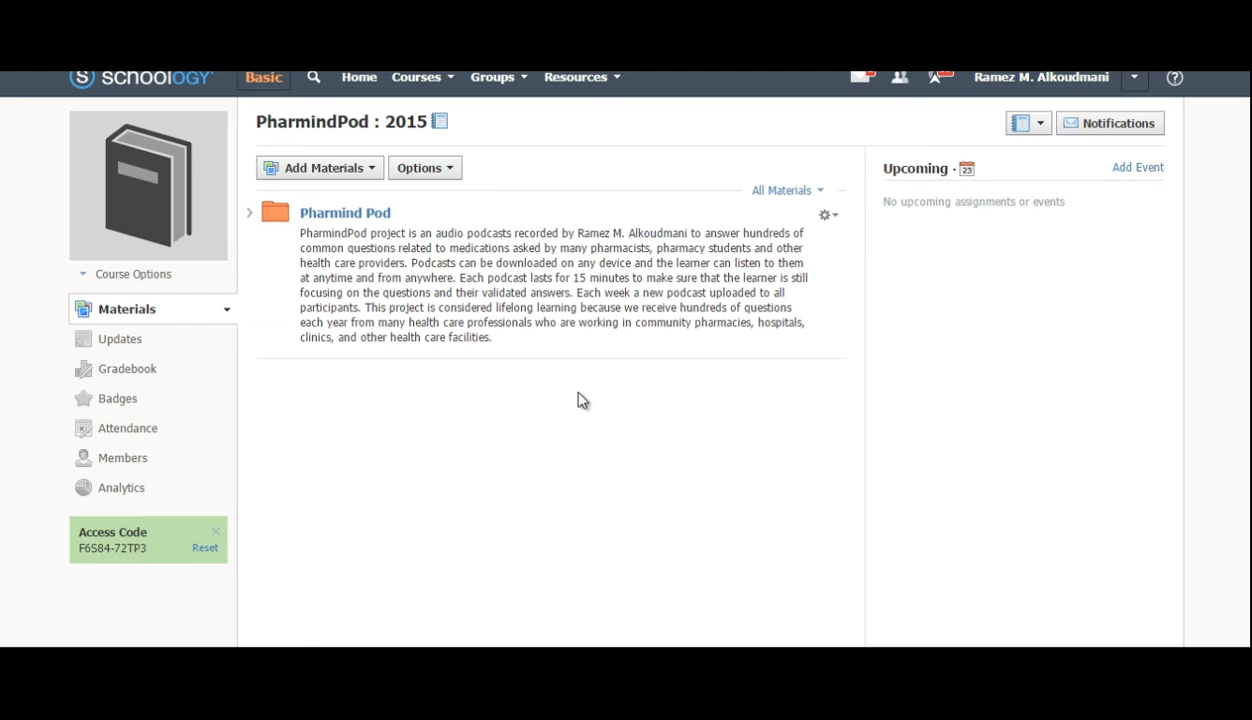 schoology Basic Home Courses Groups Resources Ramez M. Alkoudmani
PharmindPod : 2015
Notifications
Add Materials Options
Upcoming · 23 Add Event
All Materials
No upcoming assignments or events
Pharmind Pod
PharmindPod project is an audio podcasts recorded by Ramez M. Alkoudmani to answer hundreds of
common questions related to medications asked by many pharmacists, pharmacy students and other
health care providers. Podcasts can be downloaded on any device and the learner can listen to them
at anytime and from anywhere. Each podcast lasts for 15 minutes to make sure that the learner is still
focusing on the questions and their validated answers. Each week a new podcast uploaded to all
participants. This project is considered lifelong learning because we receive hundreds of questions
each year from many health care professionals who are working in community pharmacies, hospitals,
clinics, and other health care facilities.
Course Options
Materials
Updates
Gradebook
Badges
Attendance
Members
Analytics
Access Code
F6S84-72TP3 Reset